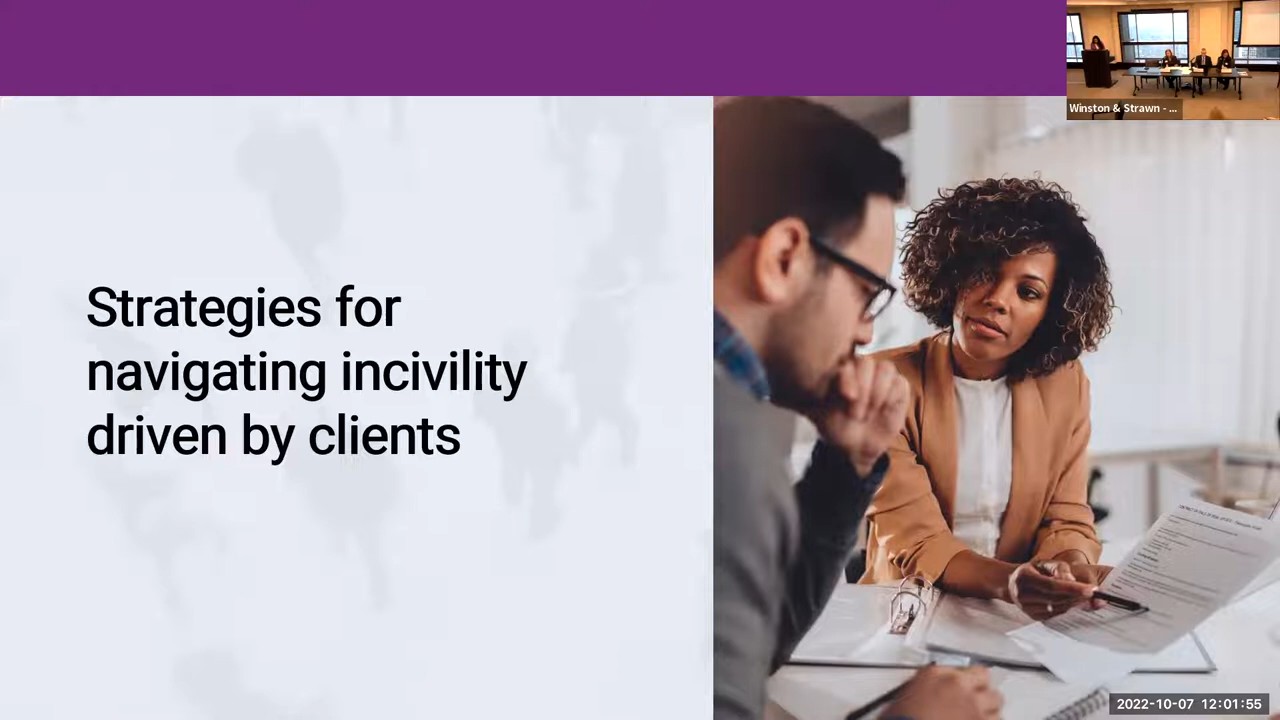 Winston & Strawn - ...
Strategies for
navigating incivility
driven by clients
2022-10-07 12:01:55